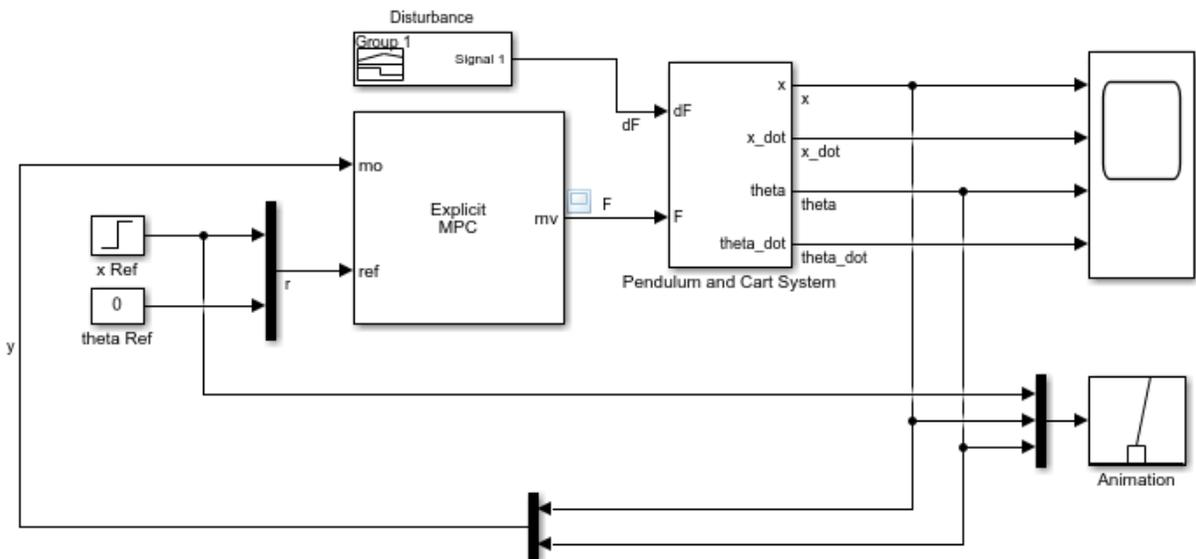 Disturbance
Group 1
Signal 1
dF
dF
F
x
x_dot
theta
theta_dot
x
x_dot
theta
theta_dot
Pendulum and Cart System
mo
ref
Explicit
MPC
mv
F
x Ref
0
theta Ref
r
y
Animation